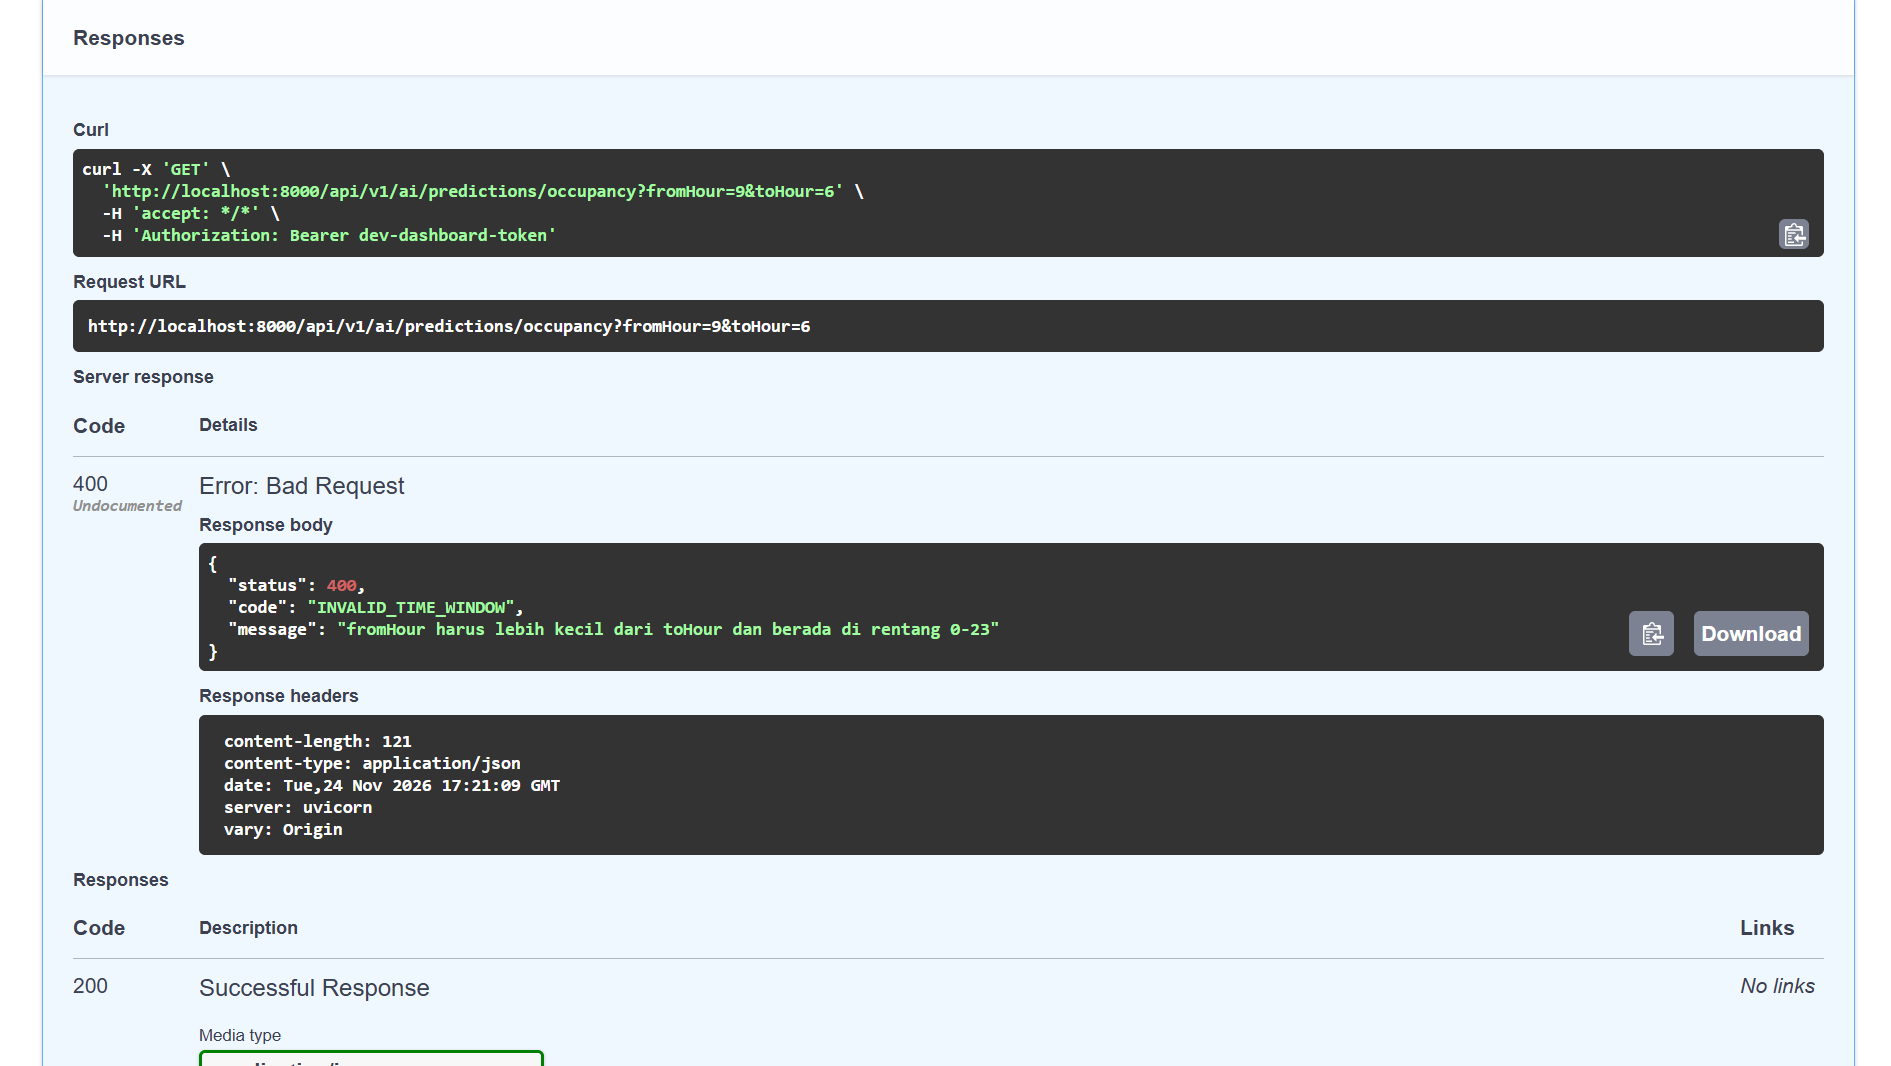 Responses
Curl
curl -X 'GET' \
'http://localhost:8000/api/v1/ai/predictions/occupancy?fromHour=9&toHour=6' \
-H 'accept: */*' \
-H 'Authorization: Bearer dev-dashboard-token'
Request URL
http://localhost:8000/api/v1/ai/predictions/occupancy?fromHour=9&toHour=6
Server response
Code Details
400 Error: Bad Request
Undocumented
Response body
{
"status": 400,
"code": "INVALID_TIME_WINDOW",
"message": "fromHour harus lebih kecil dari toHour dan berada di rentang 0-23"
}
Download
Response headers
content-length: 121
content-type: application/json
date: Tue,24 Nov 2026 17:21:09 GMT
server: uvicorn
vary: Origin
Responses
Code Description Links
200 Successful Response No links
Media type